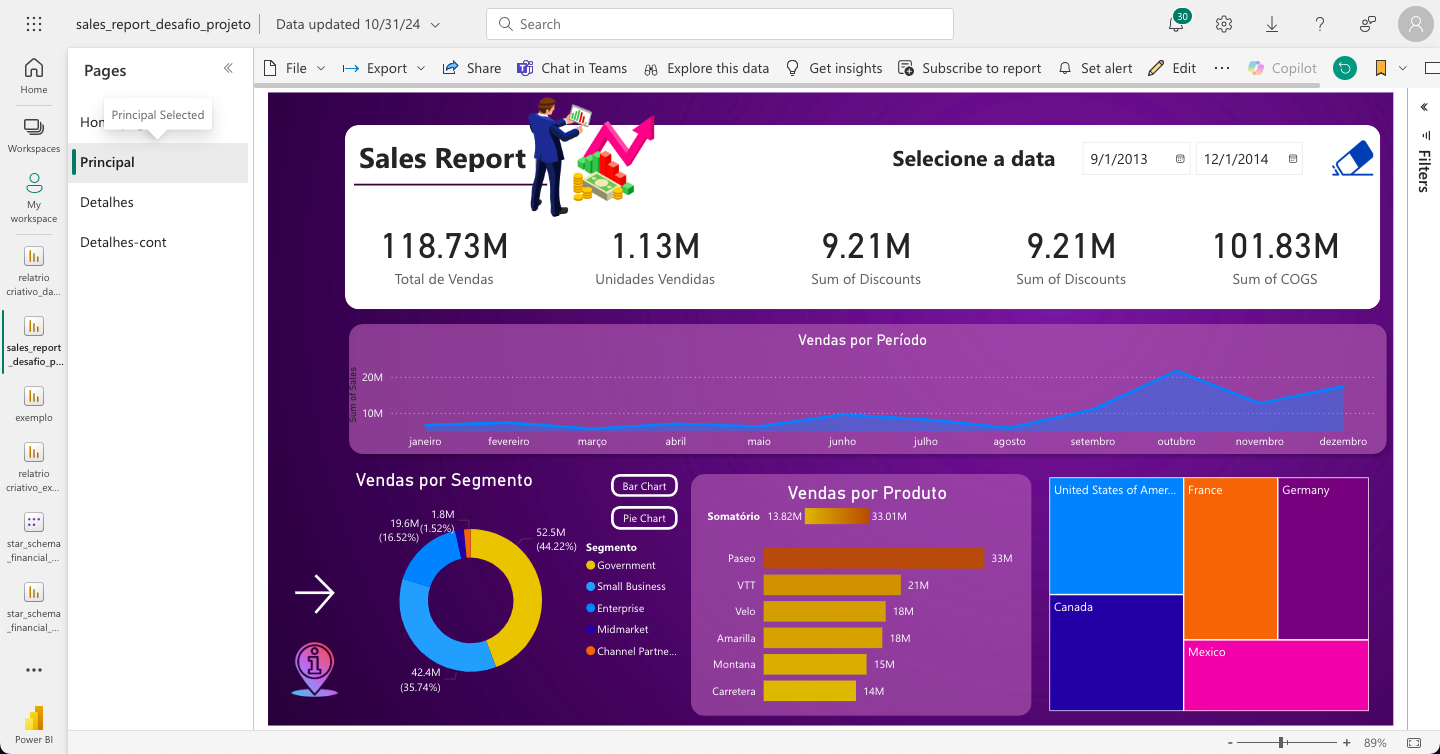 sales_report_desafio_projeto
Data updated 10/31/24
Search
30
Home
Workspaces
My
workspace
relatrio
criativo_da...
sales_report
_desafio_p...
exemplo
relatrio
criativo_ex...
star_schema
_financial_...
star_schema
_financial_...
Power BI
Pages
Principal Selected
Principal
Detalhes
Detalhes-cont
File
Export
Share
Chat in Teams
Explore this data
Get insights
Subscribe to report
Set alert
Edit
Copilot
Filters
Sales Report
Selecione a data
9/1/2013
12/1/2014
118.73M
Total de Vendas
1.13M
Unidades Vendidas
9.21M
Sum of Discounts
9.21M
Sum of Discounts
101.83M
Sum of COGS
Vendas por Período
Sum of Sales
20M
10M
janeiro
fevereiro
março
abril
maio
junho
julho
agosto
setembro
outubro
novembro
dezembro
Vendas por Segmento
Bar Chart
Pie Chart
1.8M
(1.52%)
19.6M
(16.52%)
52.5M
(44.22%)
42.4M
(35.74%)
Segmento
Government
Small Business
Enterprise
Midmarket
Channel Partne...
Vendas por Produto
Somatório 13.82M 33.01M
Paseo 33M
VTT 21M
Velo 18M
Amarilla 18M
Montana 15M
Carretera 14M
United States of Amer...
France
Germany
Canada
Mexico
89%